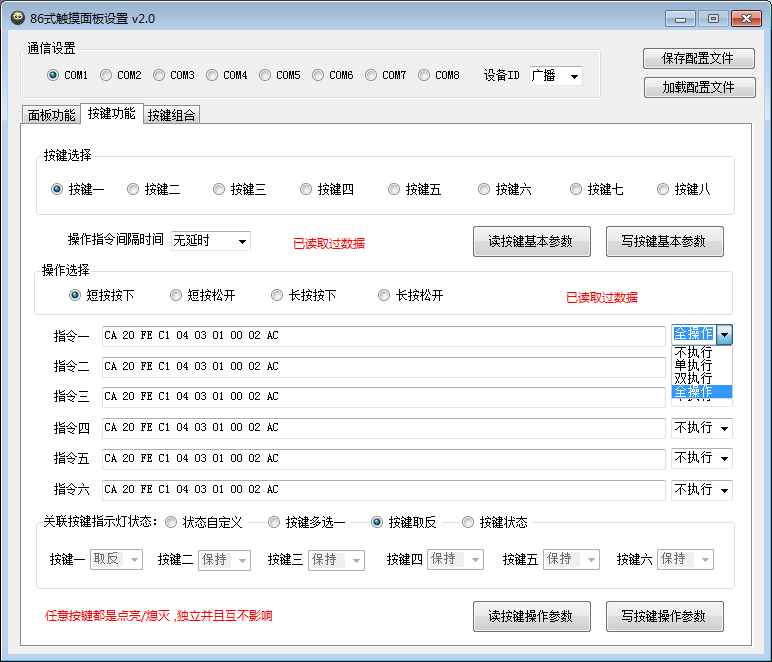 86式触摸面板设置 v2.0
通信设置
COM1 COM2 COM3 COM4 COM5 COM6 COM7 COM8 设备ID 广播
保存配置文件
加载配置文件
面板功能 按键功能 按键组合
按键选择
按键一 按键二 按键三 按键四 按键五 按键六 按键七 按键八
操作指令间隔时间 无延时 已读取过数据 读按键基本参数 写按键基本参数
操作选择
短按按下 短按松开 长按按下 长按松开 已读取过数据
指令一 CA 20 FE C1 04 03 01 00 02 AC 全操作
不执行
单执行
双执行
全操作
指令二 CA 20 FE C1 04 03 01 00 02 AC
指令三 CA 20 FE C1 04 03 01 00 02 AC
指令四 CA 20 FE C1 04 03 01 00 02 AC 不执行
指令五 CA 20 FE C1 04 03 01 00 02 AC 不执行
指令六 CA 20 FE C1 04 03 01 00 02 AC 不执行
关联按键指示灯状态: 状态自定义 按键多选一 按键取反 按键状态
按键一 取反 按键二 保持 按键三 保持 按键四 保持 按键五 保持 按键六 保持
任意按键都是点亮/熄灭 ,独立并且互不影响 读按键操作参数 写按键操作参数